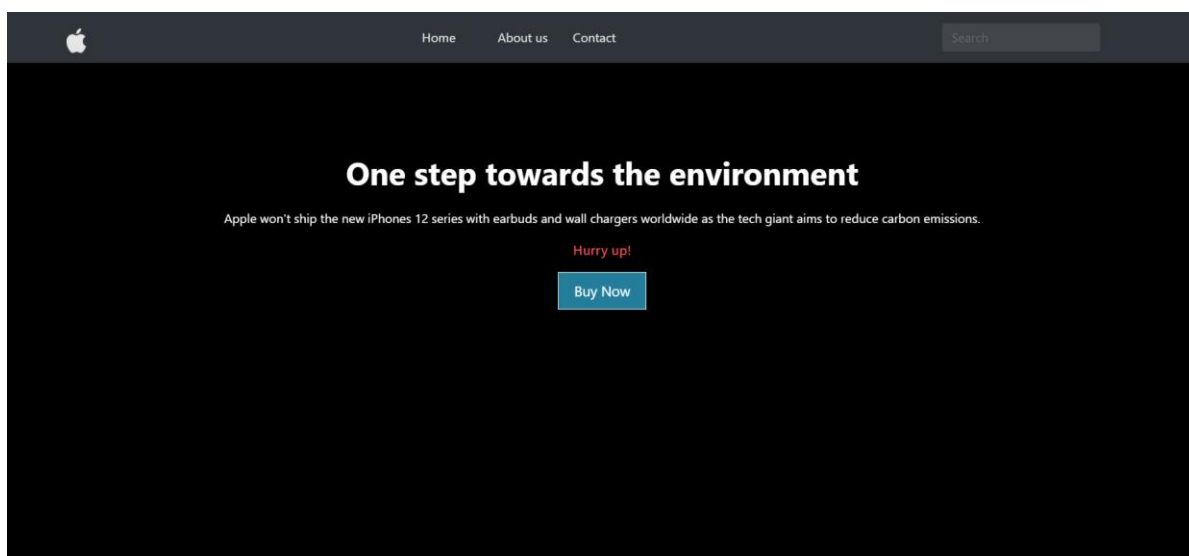 Home About us Contact Search
One step towards the environment
Apple won't ship the new iPhones 12 series with earbuds and wall chargers worldwide as the tech giant aims to reduce carbon emissions.
Hurry up!
Buy Now